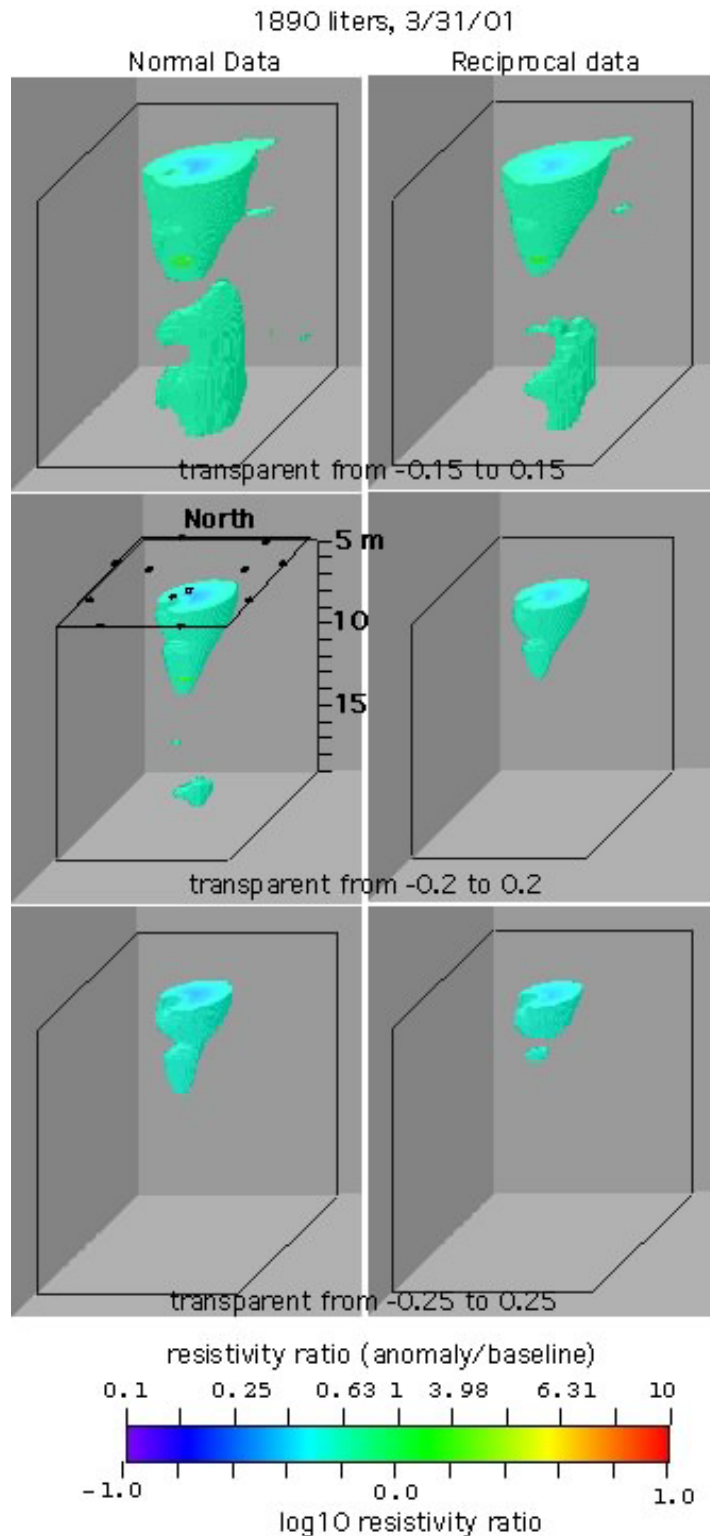 1890 liters, 3/31/01
Normal Data Reciprocal data
transparent from -0.15 to 0.15
North
5 m
10
15
transparent from -0.2 to 0.2
transparent from -0.25 to 0.25
resistivity ratio (anomaly/baseline)
0.1 0.25 0.63 1 3.98 6.31 10
-1.0 0.0 1.0
log10 resistivity ratio